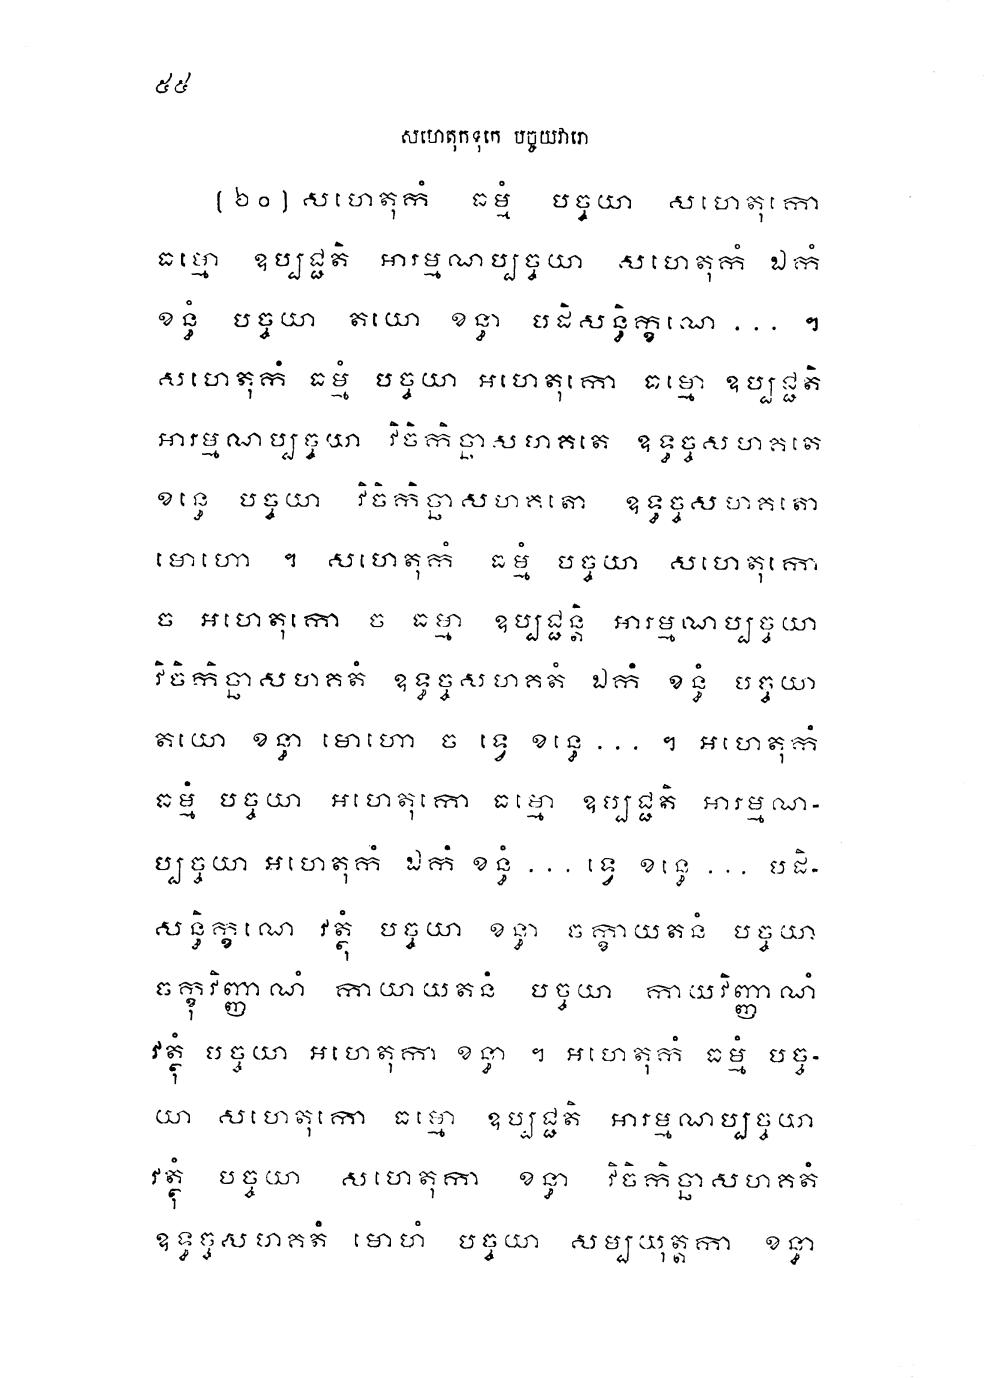 ៥៥
សហេតុកទុកេ បច្ចយវារោ
(៦០) សហេតុកំ ធម្មំ បច្ចយា សហេតុកោ
ធម្មោ ឧប្បជ្ជតិ អារម្មណប្បច្ចយា សហេតុកំ ឯកំ
ខន្ធំ បច្ចយា តយោ ខន្ធា បដិសន្ធិក្ខណេ ... ។
សហេតុកំ ធម្មំ បច្ចយា អហេតុកោ ធម្មោ ឧប្បជ្ជតិ
អារម្មណប្បច្ចយា វិចិកិច្ឆាសហគតេ ឧទ្ធច្ចសហគតេ
ខន្ធេ បច្ចយា វិចិកិច្ឆាសហគតោ ឧទ្ធច្ចសហគតោ
មោហោ ។ សហេតុកំ ធម្មំ បច្ចយា សហេតុកោ
ច អហេតុកោ ច ធម្មា ឧប្បជ្ជន្តិ អារម្មណប្បច្ចយា
វិចិកិច្ឆាសហគតំ ឧទ្ធច្ចសហគតំ ឯកំ ខន្ធំ បច្ចយា
តយោ ខន្ធា មោហោ ច ទ្វេ ខន្ធេ ... ។ អហេតុកំ
ធម្មំ បច្ចយា អហេតុកោ ធម្មោ ឧប្បជ្ជតិ អារម្មណ-
ប្បច្ចយា អហេតុកំ ឯកំ ខន្ធំ ... ទ្វេ ខន្ធេ ... បដិ-
សន្ធិក្ខណេ វត្ថុំ បច្ចយា ខន្ធា ចក្ខាយតនំ បច្ចយា
ចក្ខុវិញ្ញាណំ កាយាយតនំ បច្ចយា កាយវិញ្ញាណំ
វត្ថុំ បច្ចយា អហេតុកា ខន្ធា ។ អហេតុកំ ធម្មំ បច្ច-
យា សហេតុកោ ធម្មោ ឧប្បជ្ជតិ អារម្មណប្បច្ចយា
វត្ថុំ បច្ចយា សហេតុកា ខន្ធា វិចិកិច្ឆាសហគតំ
ឧទ្ធច្ចសហគតំ មោហំ បច្ចយា សម្បយុត្តកា ខន្ធា